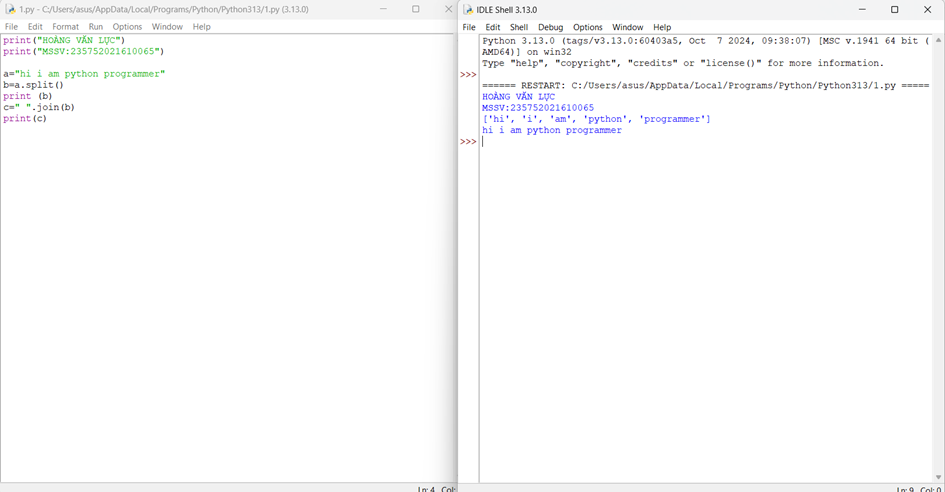 1.py - C:/Users/asus/AppData/Local/Programs/Python/Python313/1.py (3.13.0)
File Edit Format Run Options Window Help
print("HOÀNG VĂN LỰC")
print("MSSV:235752021610065")
a="hi i am python programmer"
b=a.split()
print (b)
c=" ".join(b)
print(c)
Ln: 4 Col:
IDLE Shell 3.13.0
File Edit Shell Debug Options Window Help
Python 3.13.0 (tags/v3.13.0:60403a5, Oct  7 2024, 09:38:07) [MSC v.1941 64 bit (
AMD64)] on win32
Type "help", "copyright", "credits" or "license()" for more information.
>>>
====== RESTART: C:/Users/asus/AppData/Local/Programs/Python/Python313/1.py =====
HOÀNG VĂN LỰC
MSSV:235752021610065
['hi', 'i', 'am', 'python', 'programmer']
hi i am python programmer
>>>
Ln: 9 Col: 0